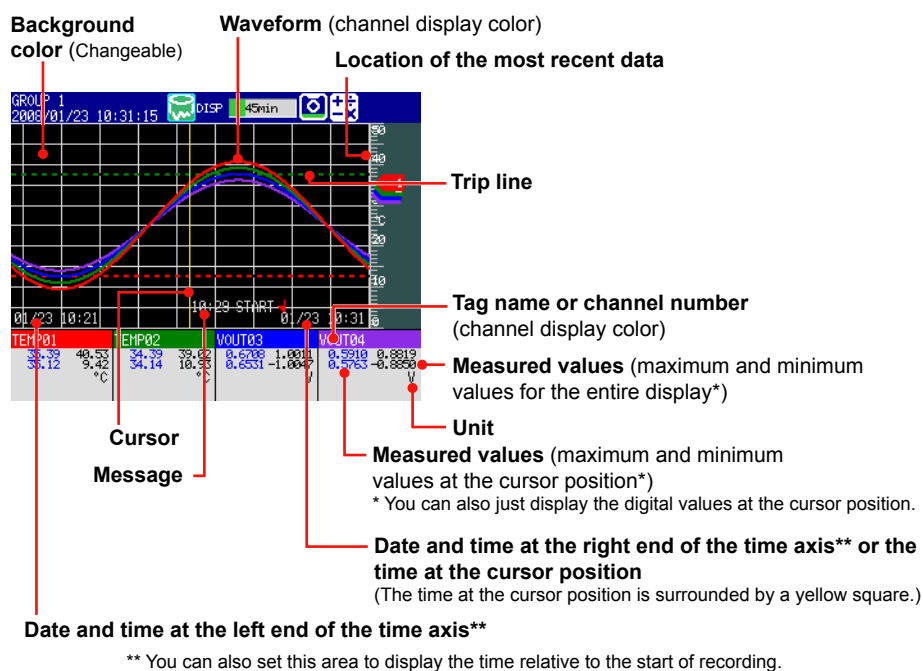 Background
color (Changeable)
Waveform (channel display color)
Location of the most recent data
GROUP 1
2008/01/23 10:31:15
DISP
45min
50
40
Trip line
°C
20
10
0
10:29 START
01/23 10:21
01/23 10:31
Tag name or channel number
(channel display color)
TEMP01
TEMP02
VOUT03
VOUT04
40.53
34.39 39.02
0.6708 1.0011
0.5910 0.8819
9.42
34.14 10.93
0.6531 -1.0047
0.5763 -0.8850
°C
°C
V
V
Measured values (maximum and minimum
values for the entire display*)
Unit
Cursor
Message
Measured values (maximum and minimum
values at the cursor position*)
* You can also just display the digital values at the cursor position.
Date and time at the right end of the time axis** or the
time at the cursor position
(The time at the cursor position is surrounded by a yellow square.)
Date and time at the left end of the time axis**
** You can also set this area to display the time relative to the start of recording.